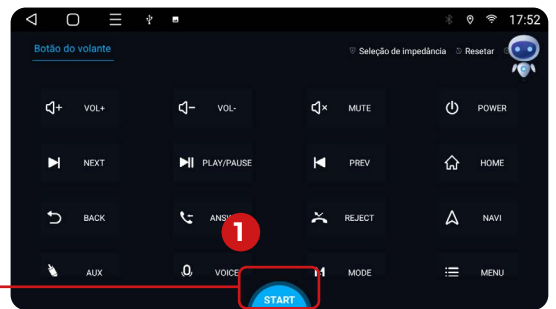 17:52
Botão do volante
Seleção de impedância Resetar
VOL+ VOL- MUTE POWER
NEXT PLAY/PAUSE PREV HOME
BACK REJECT NAVI
1
AUX VOICE MODE MENU
START